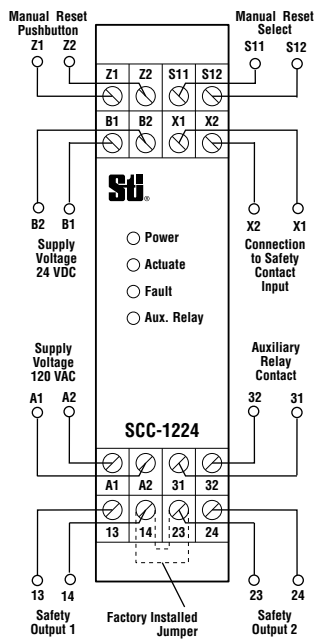 Manual Reset
Pushbutton
Z1 Z2
Manual Reset
Select
S11 S12
Z1 Z2 S11 S12
B1 B2 X1 X2
Sti®
B2 B1
Supply
Voltage
24 VDC
X2 X1
Connection
to Safety
Contact
Input
Power
Actuate
Fault
Aux. Relay
Supply
Voltage
120 VAC
A1 A2
Auxiliary
Relay
Contact
32 31
SCC-1224
A1 A2 31 32
13 14 23 24
13 14
Safety
Output 1
Factory Installed
Jumper
23 24
Safety
Output 2